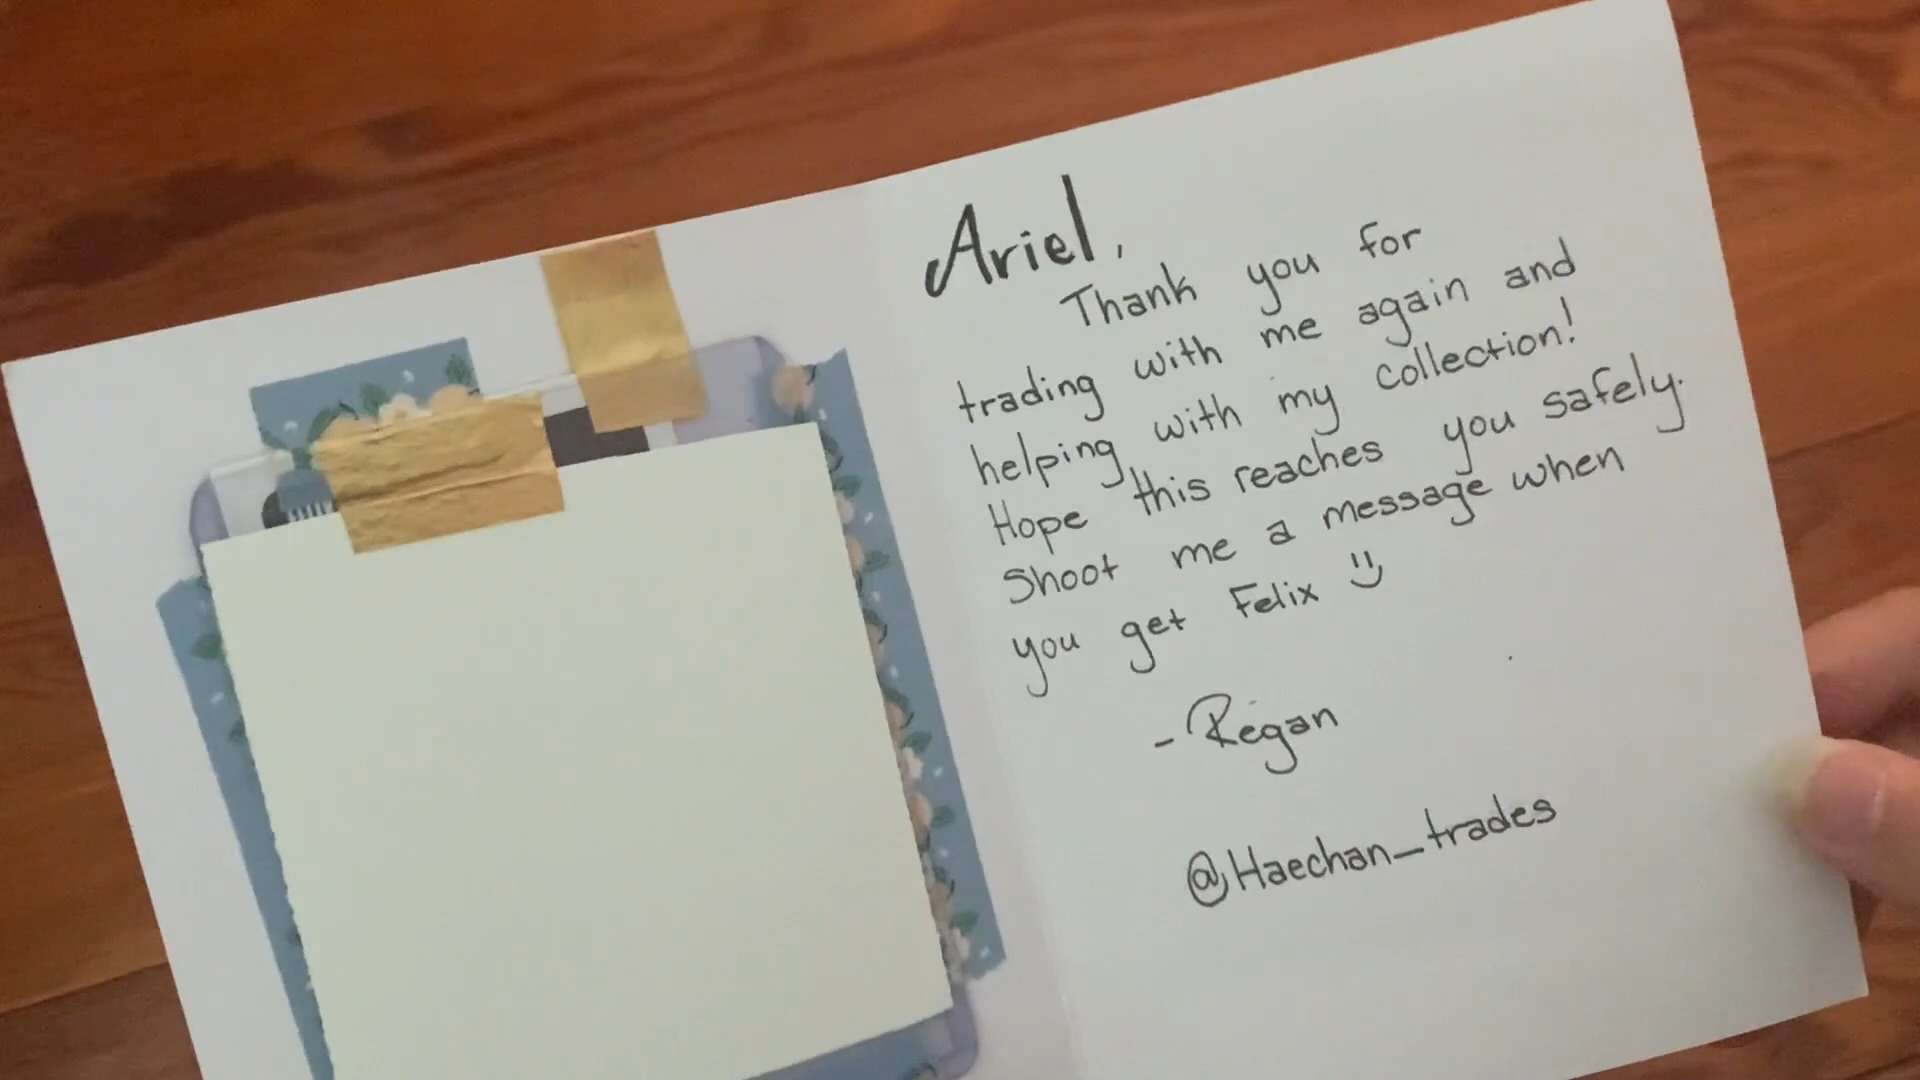 Ariel,
Thank you for
trading with me again and
helping with my collection!
Hope this reaches you safely.
Shoot me a message when
you get Felix :)
- Regan
@Haechan_trades